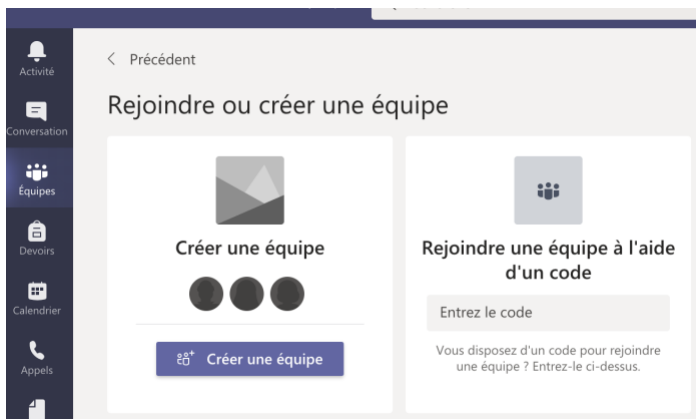 Activité
Conversation
Équipes
Devoirs
Calendrier
Appels
Précédent
Rejoindre ou créer une équipe
Créer une équipe
Créer une équipe
Rejoindre une équipe à l'aide
d'un code
Entrez le code
Vous disposez d'un code pour rejoindre
une équipe ? Entrez-le ci-dessus.